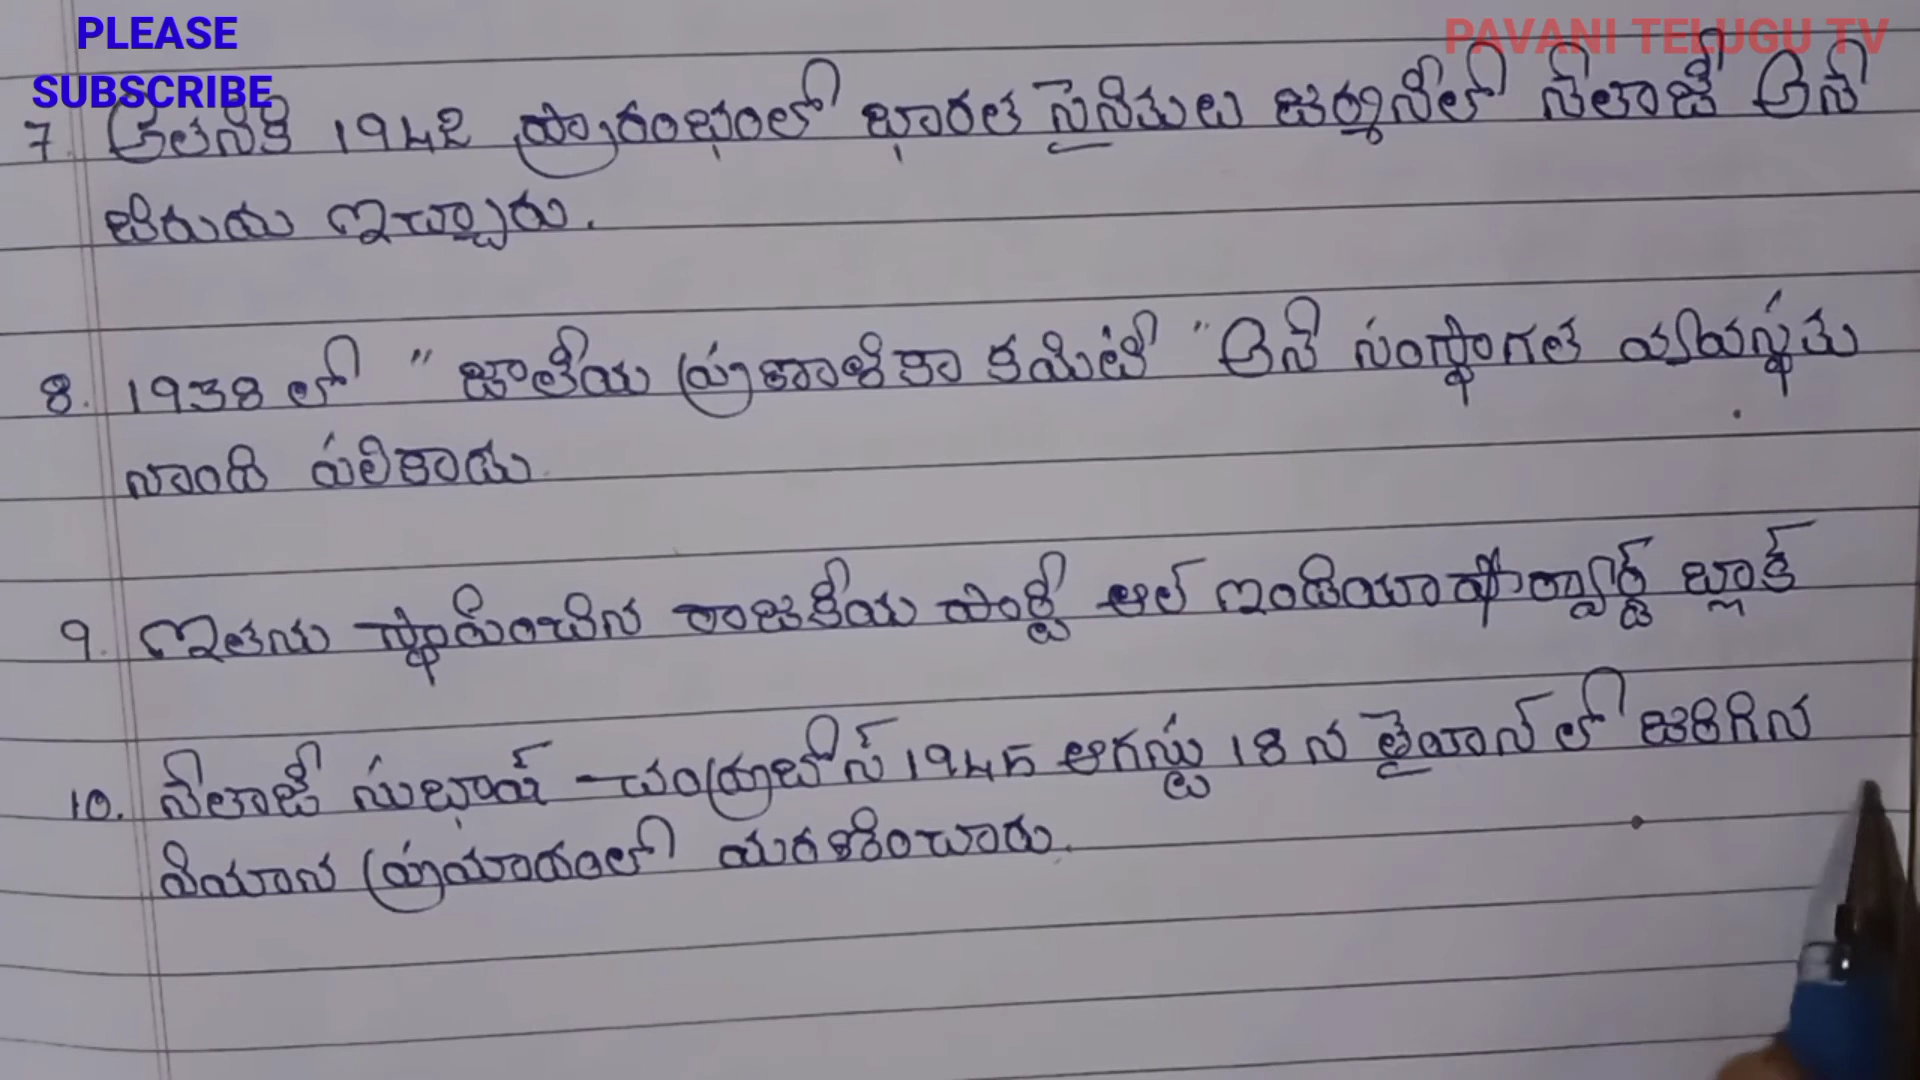 PLEASE
SUBSCRIBE
PAVANI TELUGU TV
7. అతనికి 1942 ప్రారంభంలో భారత సైనికులు జర్మనీలో నేతాజీ అనే
బిరుదు ఇచ్చారు.
8. 1938 లో "జాతీయ ప్రణాళికా కమిటీ" అనే సంస్థాగత వ్యవస్థకు
నాంది పలికాడు
9. ఇతను స్థాపించిన రాజకీయ పార్టీ ఆల్ ఇండియా ఫార్వార్డ్ బ్లాక్
10. నేతాజీ సుభాష్ చంద్రబోస్ 1945 ఆగస్టు 18 న తైవాన్ లో జరిగిన
విమాన ప్రమాదంలో మరణించారు.